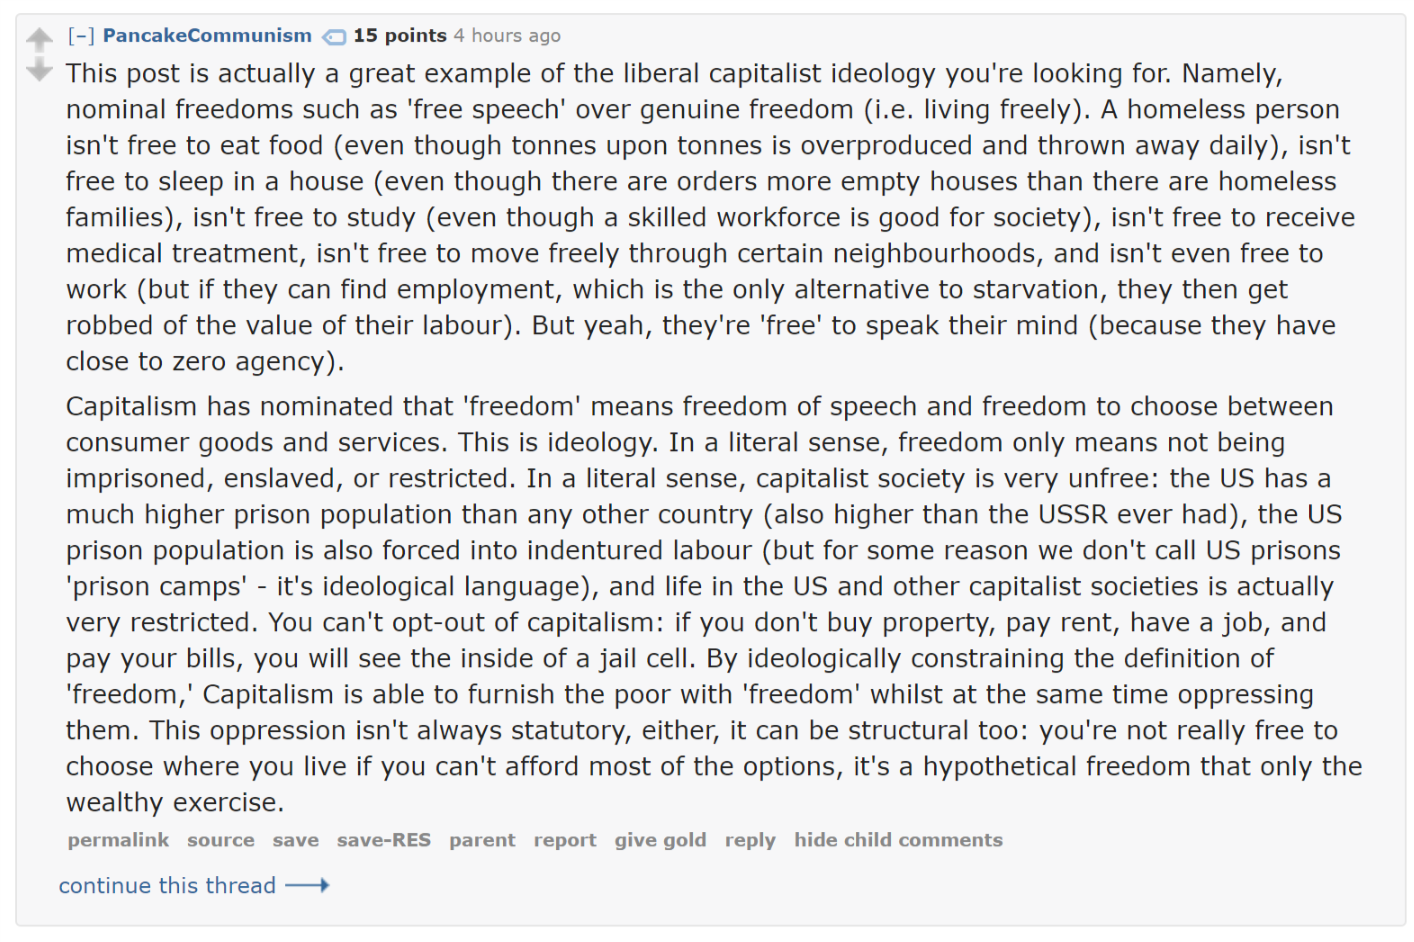 [–] PancakeCommunism 15 points 4 hours ago
This post is actually a great example of the liberal capitalist ideology you're looking for. Namely,
nominal freedoms such as 'free speech' over genuine freedom (i.e. living freely). A homeless person
isn't free to eat food (even though tonnes upon tonnes is overproduced and thrown away daily), isn't
free to sleep in a house (even though there are orders more empty houses than there are homeless
families), isn't free to study (even though a skilled workforce is good for society), isn't free to receive
medical treatment, isn't free to move freely through certain neighbourhoods, and isn't even free to
work (but if they can find employment, which is the only alternative to starvation, they then get
robbed of the value of their labour). But yeah, they're 'free' to speak their mind (because they have
close to zero agency).
Capitalism has nominated that 'freedom' means freedom of speech and freedom to choose between
consumer goods and services. This is ideology. In a literal sense, freedom only means not being
imprisoned, enslaved, or restricted. In a literal sense, capitalist society is very unfree: the US has a
much higher prison population than any other country (also higher than the USSR ever had), the US
prison population is also forced into indentured labour (but for some reason we don't call US prisons
'prison camps' - it's ideological language), and life in the US and other capitalist societies is actually
very restricted. You can't opt-out of capitalism: if you don't buy property, pay rent, have a job, and
pay your bills, you will see the inside of a jail cell. By ideologically constraining the definition of
'freedom,' Capitalism is able to furnish the poor with 'freedom' whilst at the same time oppressing
them. This oppression isn't always statutory, either, it can be structural too: you're not really free to
choose where you live if you can't afford most of the options, it's a hypothetical freedom that only the
wealthy exercise.
permalink source save save-RES parent report give gold reply hide child comments
continue this thread